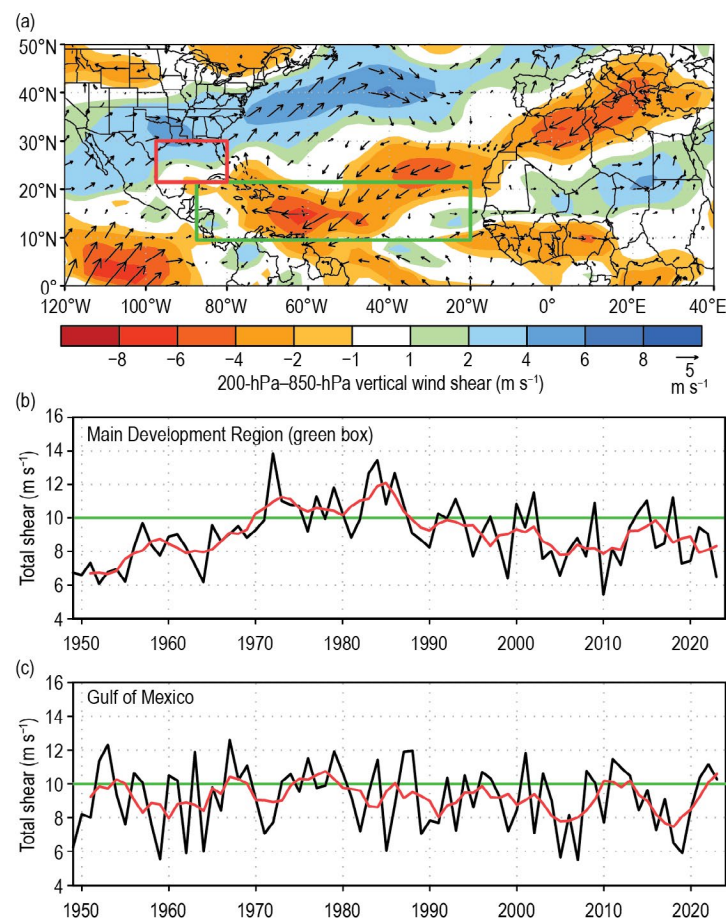 (a)
50°N
40°N
30°N
20°N
10°N
0°
120°W 100°W 80°W 60°W 40°W 20°W 0° 20°E 40°E
−8 −6 −4 −2 −1 1 2 4 6 8 5
m s⁻¹
200-hPa–850-hPa vertical wind shear (m s⁻¹)
(b)
Main Development Region (green box)
Total shear (m s⁻¹)
16
14
12
10
8
6
4
1950 1960 1970 1980 1990 2000 2010 2020
(c)
Gulf of Mexico
Total shear (m s⁻¹)
16
14
12
10
8
6
4
1950 1960 1970 1980 1990 2000 2010 2020